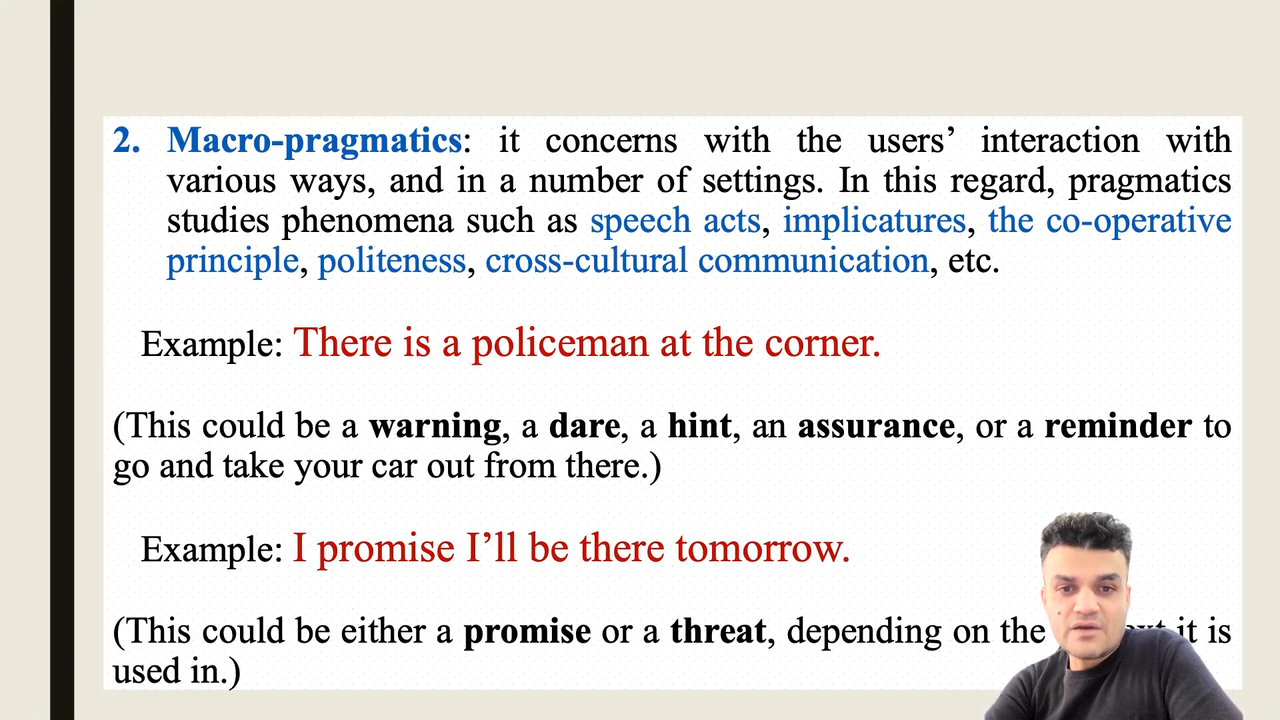 2. Macro-pragmatics: it concerns with the users’ interaction with
various ways, and in a number of settings. In this regard, pragmatics
studies phenomena such as speech acts, implicatures, the co-operative
principle, politeness, cross-cultural communication, etc.
Example: There is a policeman at the corner.
(This could be a warning, a dare, a hint, an assurance, or a reminder to
go and take your car out from there.)
Example: I promise I’ll be there tomorrow.
(This could be either a promise or a threat, depending on the it is
used in.)